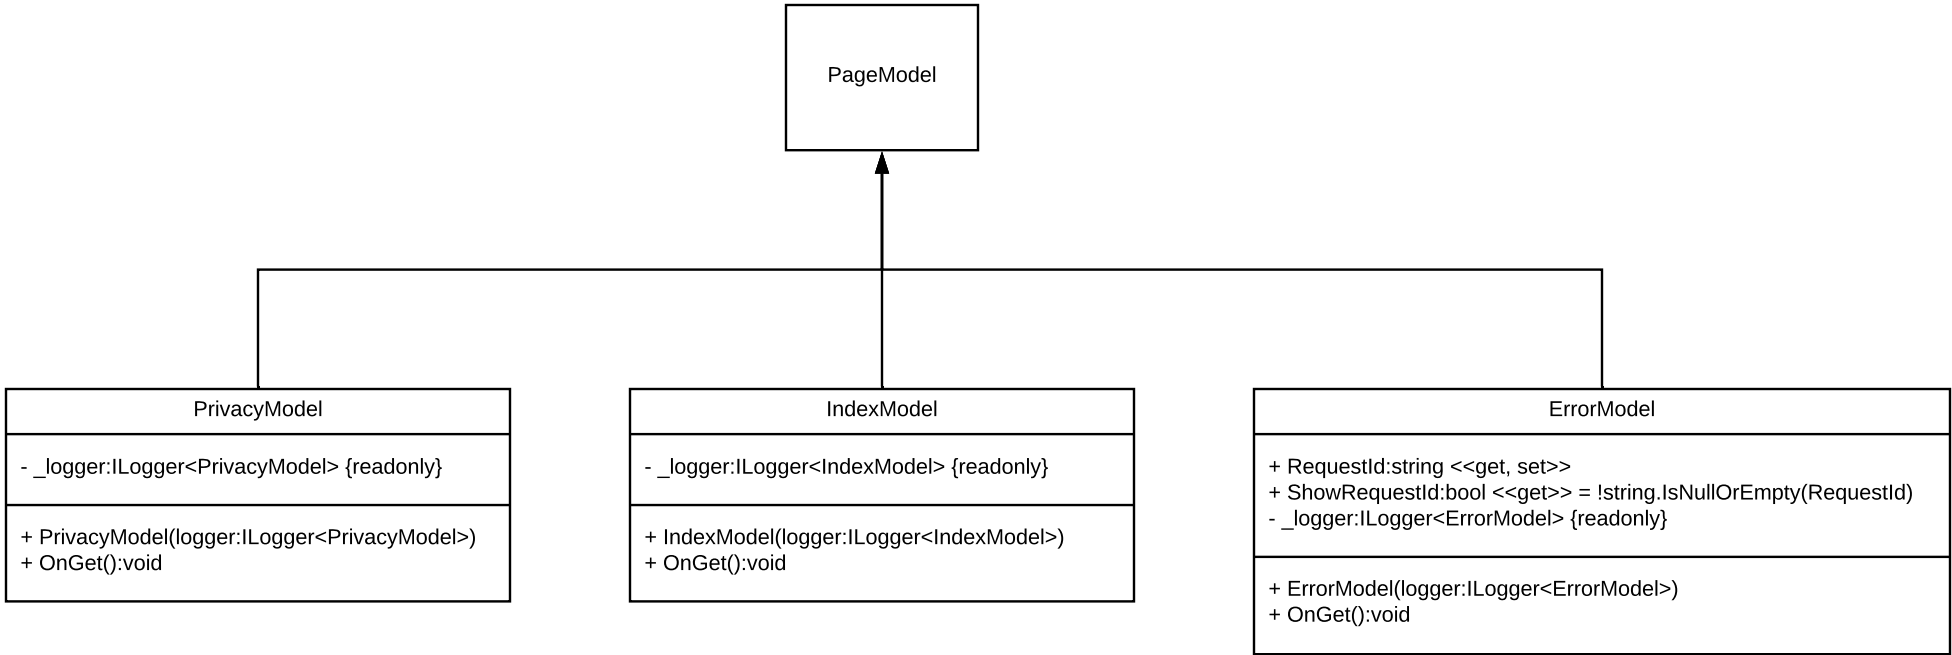 PageModel
PrivacyModel
- _logger:ILogger<PrivacyModel> {readonly}
+ PrivacyModel(logger:ILogger<PrivacyModel>)
+ OnGet():void
IndexModel
- _logger:ILogger<IndexModel> {readonly}
+ IndexModel(logger:ILogger<IndexModel>)
+ OnGet():void
ErrorModel
+ RequestId:string <<get, set>>
+ ShowRequestId:bool <<get>> = !string.IsNullOrEmpty(RequestId)
- _logger:ILogger<ErrorModel> {readonly}
+ ErrorModel(logger:ILogger<ErrorModel>)
+ OnGet():void